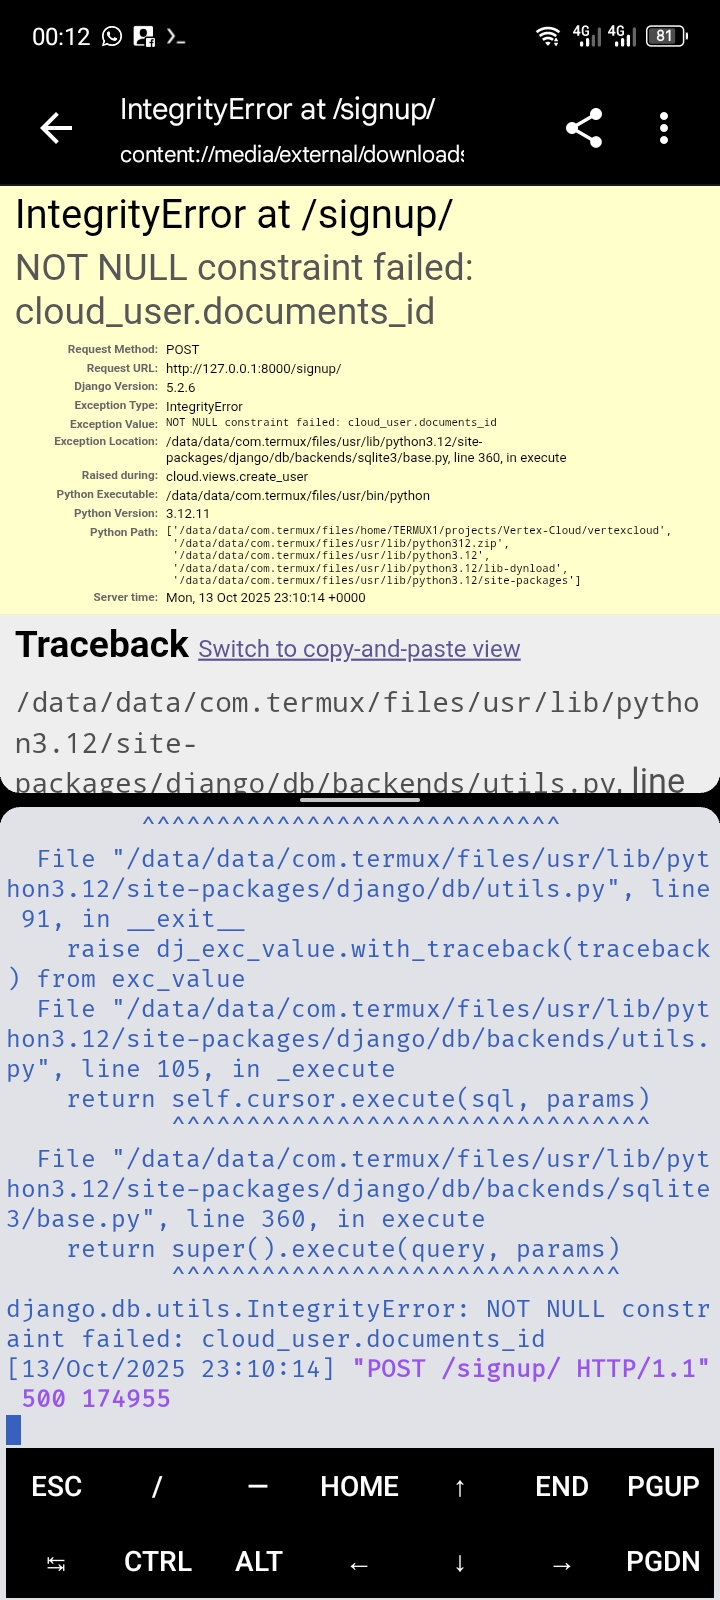 00:12
4G 4G 81
IntegrityError at /signup/
content://media/external/downloads
IntegrityError at /signup/
NOT NULL constraint failed:
cloud_user.documents_id
Request Method: POST
Request URL: http://127.0.0.1:8000/signup/
Django Version: 5.2.6
Exception Type: IntegrityError
Exception Value: NOT NULL constraint failed: cloud_user.documents_id
Exception Location: /data/data/com.termux/files/usr/lib/python3.12/site-
packages/django/db/backends/sqlite3/base.py, line 360, in execute
Raised during: cloud.views.create_user
Python Executable: /data/data/com.termux/files/usr/bin/python
Python Version: 3.12.11
Python Path: ['/data/data/com.termux/files/home/TERMUX1/projects/Vertex-Cloud/vertexcloud',
'/data/data/com.termux/files/usr/lib/python312.zip',
'/data/data/com.termux/files/usr/lib/python3.12',
'/data/data/com.termux/files/usr/lib/python3.12/lib-dynload',
'/data/data/com.termux/files/usr/lib/python3.12/site-packages']
Server time: Mon, 13 Oct 2025 23:10:14 +0000
Traceback Switch to copy-and-paste view
/data/data/com.termux/files/usr/lib/pytho
n3.12/site-
packages/django/db/backends/utils.py, line
^^^^^^^^^^^^^^^^^^^^^^^^^^^^
File "/data/data/com.termux/files/usr/lib/pyt
hon3.12/site-packages/django/db/utils.py", line
91, in __exit__
raise dj_exc_value.with_traceback(traceback
) from exc_value
File "/data/data/com.termux/files/usr/lib/pyt
hon3.12/site-packages/django/db/backends/utils.
py", line 105, in _execute
return self.cursor.execute(sql, params)
^^^^^^^^^^^^^^^^^^^^^^^^^^^^^^^^
File "/data/data/com.termux/files/usr/lib/pyt
hon3.12/site-packages/django/db/backends/sqlite
3/base.py", line 360, in execute
return super().execute(query, params)
^^^^^^^^^^^^^^^^^^^^^^^^^^^^^^
django.db.utils.IntegrityError: NOT NULL constr
aint failed: cloud_user.documents_id
[13/Oct/2025 23:10:14] "POST /signup/ HTTP/1.1"
500 174955
ESC / — HOME ↑ END PGUP
↹ CTRL ALT ← ↓ → PGDN